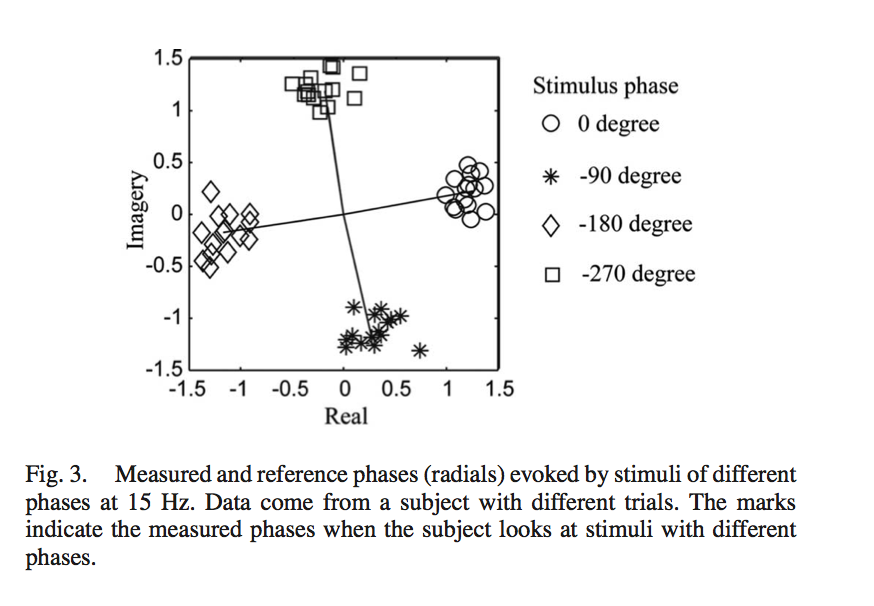 1.5
1
0.5
0
-0.5
-1
-1.5
Imagery
-1.5 -1 -0.5 0 0.5 1 1.5
Real
Stimulus phase
0 degree
-90 degree
-180 degree
-270 degree
Fig. 3. Measured and reference phases (radials) evoked by stimuli of different
phases at 15 Hz. Data come from a subject with different trials. The marks
indicate the measured phases when the subject looks at stimuli with different
phases.